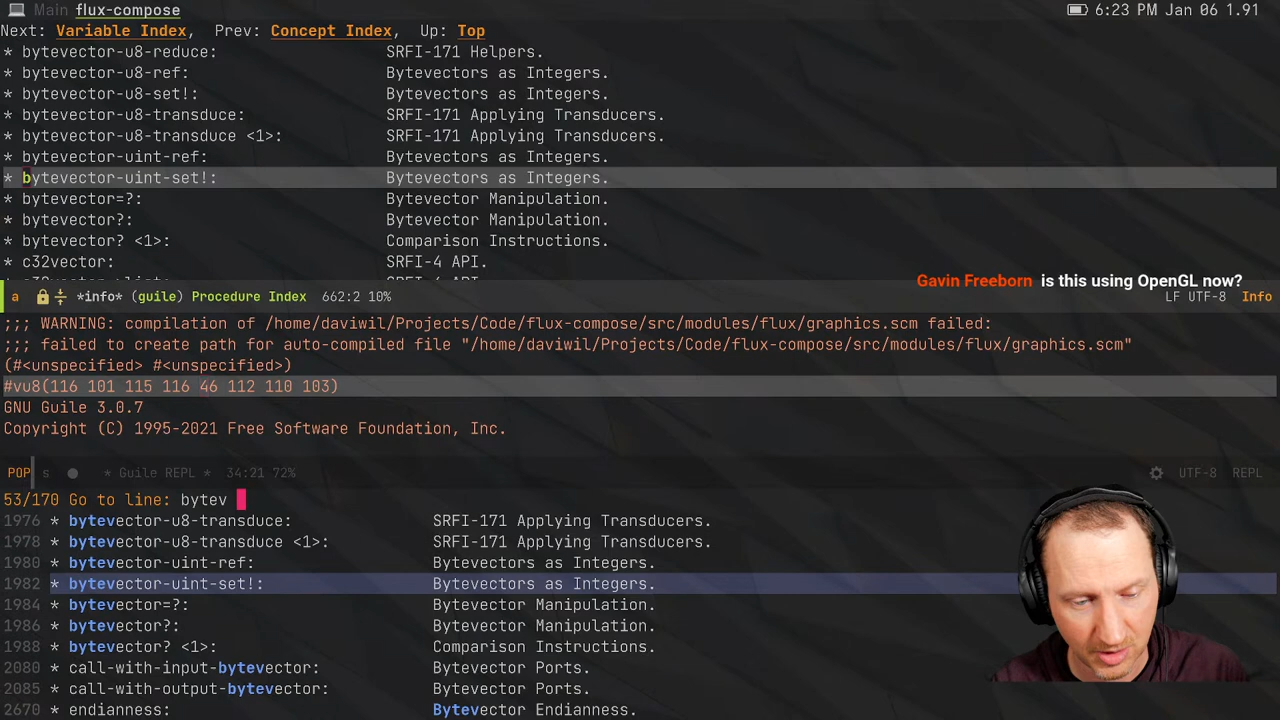 Main flux-compose 6:23 PM Jan 06 1.91
Next: Variable Index, Prev: Concept Index, Up: Top
* bytevector-u8-reduce: SRFI-171 Helpers.
* bytevector-u8-ref: Bytevectors as Integers.
* bytevector-u8-set!: Bytevectors as Integers.
* bytevector-u8-transduce: SRFI-171 Applying Transducers.
* bytevector-u8-transduce <1>: SRFI-171 Applying Transducers.
* bytevector-uint-ref: Bytevectors as Integers.
* bytevector-uint-set!: Bytevectors as Integers.
* bytevector=?: Bytevector Manipulation.
* bytevector?: Bytevector Manipulation.
* bytevector? <1>: Comparison Instructions.
* c32vector: SRFI-4 API.
Gavin Freeborn is this using OpenGL now?
a *info* (guile) Procedure Index 662:2 10% LF UTF-8 Info
;;; WARNING: compilation of /home/daviwil/Projects/Code/flux-compose/src/modules/flux/graphics.scm failed:
;;; failed to create path for auto-compiled file "/home/daviwil/Projects/Code/flux-compose/src/modules/flux/graphics.scm"
(#<unspecified> #<unspecified>)
#vu8(116 101 115 116 46 112 110 103)
GNU Guile 3.0.7
Copyright (C) 1995-2021 Free Software Foundation, Inc.
POP s * Guile REPL * 34:21 72% UTF-8 REPL
53/170 Go to line: bytev
1976 * bytevector-u8-transduce: SRFI-171 Applying Transducers.
1978 * bytevector-u8-transduce <1>: SRFI-171 Applying Transducers.
1980 * bytevector-uint-ref: Bytevectors as Integers.
1982 * bytevector-uint-set!: Bytevectors as Integers.
1984 * bytevector=?: Bytevector Manipulation.
1986 * bytevector?: Bytevector Manipulation.
1988 * bytevector? <1>: Comparison Instructions.
2080 * call-with-input-bytevector: Bytevector Ports.
2085 * call-with-output-bytevector: Bytevector Ports.
2670 * endianness: Bytevector Endianness.